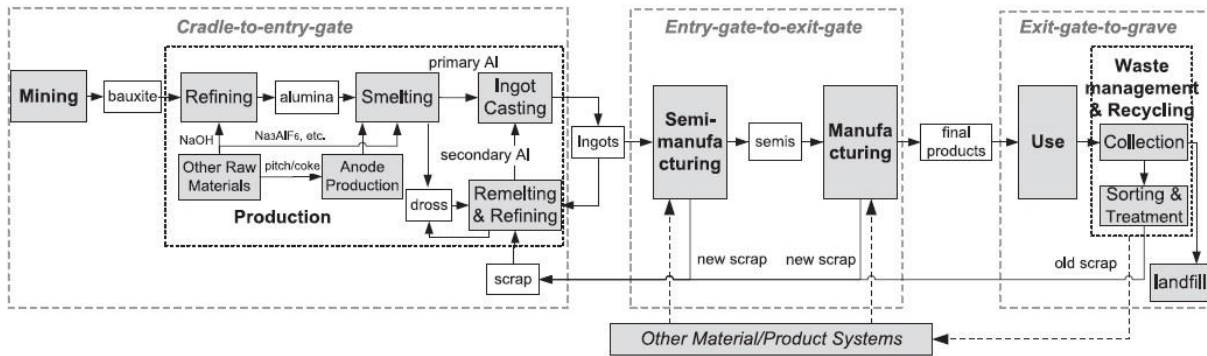 Cradle-to-entry-gate
Entry-gate-to-exit-gate
Exit-gate-to-grave
Mining
bauxite
Refining
alumina
Smelting
primary Al
Ingot
Casting
NaOH
Na3AlF6, etc.
Other Raw
Materials
pitch/coke
Anode
Production
Production
secondary Al
dross
Remelting
& Refining
scrap
Ingots
Semi-
manufa
cturing
semis
Manufa
cturing
final
products
Use
Waste
management
& Recycling
Collection
Sorting &
Treatment
landfill
new scrap
new scrap
old scrap
Other Material/Product Systems